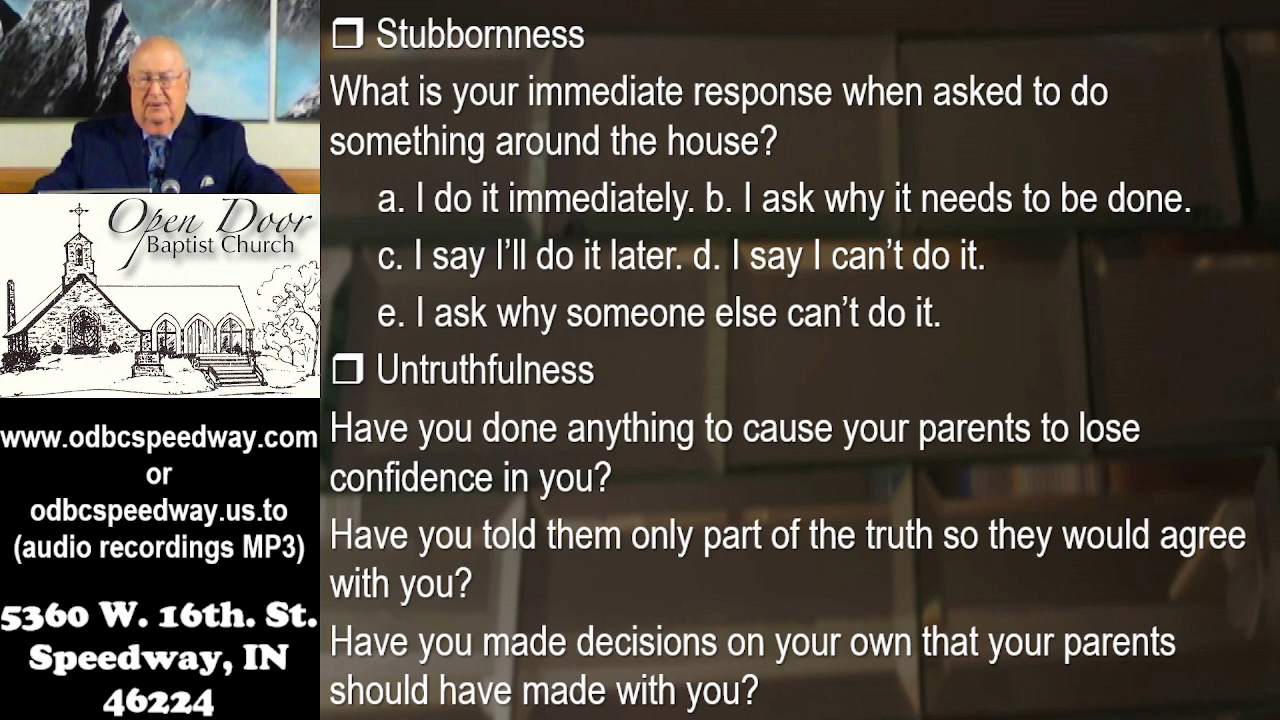 Open Door
Baptist Church
www.odbcspeedway.com
or
odbcspeedway.us.to
(audio recordings MP3)
5360 W. 16th. St.
Speedway, IN
46224
❒ Stubbornness
What is your immediate response when asked to do
something around the house?
a. I do it immediately. b. I ask why it needs to be done.
c. I say I’ll do it later. d. I say I can’t do it.
e. I ask why someone else can’t do it.
❒ Untruthfulness
Have you done anything to cause your parents to lose
confidence in you?
Have you told them only part of the truth so they would agree
with you?
Have you made decisions on your own that your parents
should have made with you?